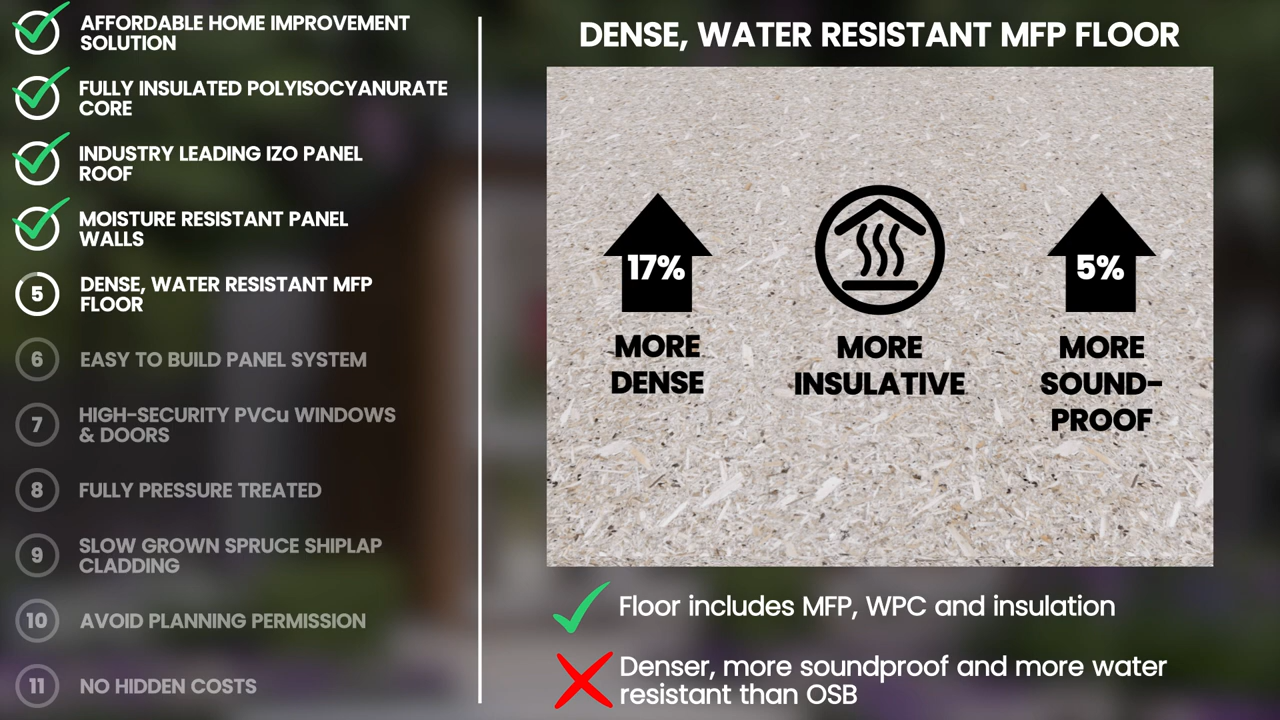 AFFORDABLE HOME IMPROVEMENT
SOLUTION
FULLY INSULATED POLYISOCYANURATE
CORE
INDUSTRY LEADING IZO PANEL
ROOF
MOISTURE RESISTANT PANEL
WALLS
5
DENSE, WATER RESISTANT MFP
FLOOR
6
EASY TO BUILD PANEL SYSTEM
7
HIGH-SECURITY PVCu WINDOWS
& DOORS
8
FULLY PRESSURE TREATED
9
SLOW GROWN SPRUCE SHIPLAP
CLADDING
10
AVOID PLANNING PERMISSION
11
NO HIDDEN COSTS
DENSE, WATER RESISTANT MFP FLOOR
17%
MORE
DENSE
MORE
INSULATIVE
5%
MORE
SOUND-
PROOF
Floor includes MFP, WPC and insulation
Denser, more soundproof and more water
resistant than OSB